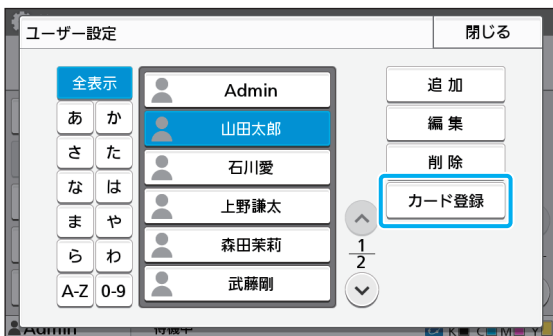 ユーザー設定
閉じる
全表示
あ か
さ た
な は
ま や
ら わ
A-Z 0-9
Admin
山田太郎
石川愛
上野謙太
森田茉莉
武藤剛
1
2
追 加
編 集
削 除
カード登録
Admin
待機中
K C M Y